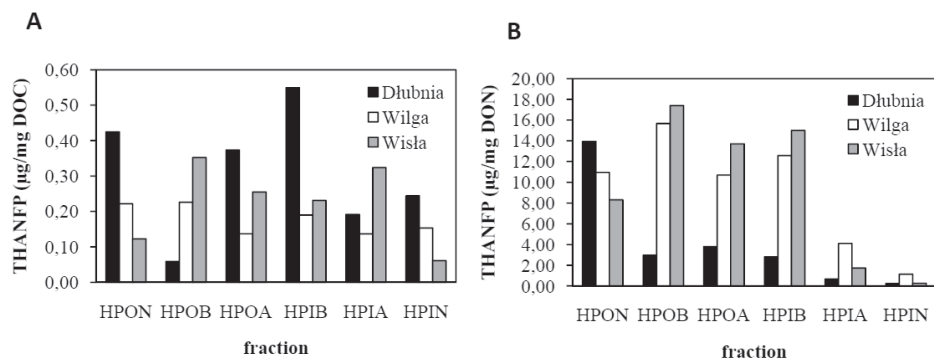 A
THANFP (µg/mg DOC)
0,60
0,50
0,40
0,30
0,20
0,10
0,00
Dłubnia
Wilga
Wisła
HPON HPOB HPOA HPIB HPIA HPIN
fraction
B
THANFP (µg/mg DON)
20,00
18,00
16,00
14,00
12,00
10,00
8,00
6,00
4,00
2,00
0,00
Dłubnia
Wilga
Wisła
HPON HPOB HPOA HPIB HPIA HPIN
fraction